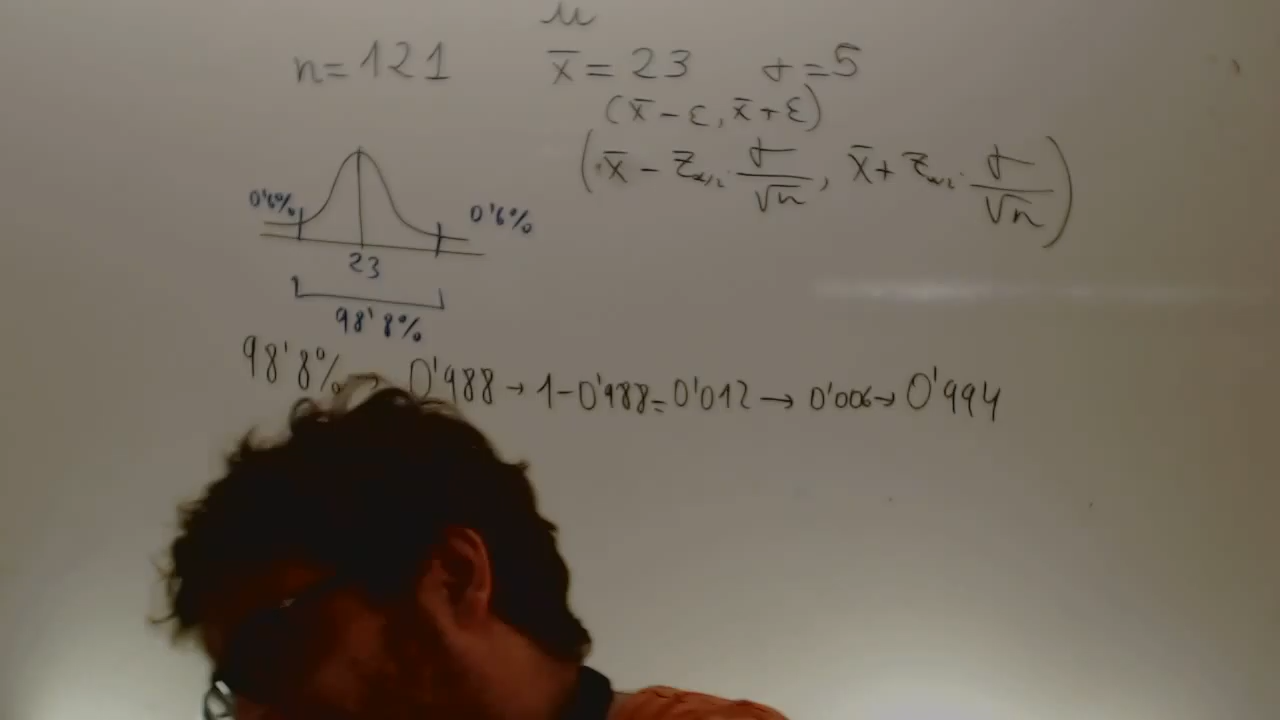 μ
n=121 x̄=23 σ=5
(x̄-ε, x̄+ε)
(x̄ - Z_{α/2} · σ/√n, x̄ + Z_{α/2} · σ/√n)
0'6% 0'6%
23
98'8%
98'8% → 0'988 → 1-0'988=0'012 → 0'006 → 0'994